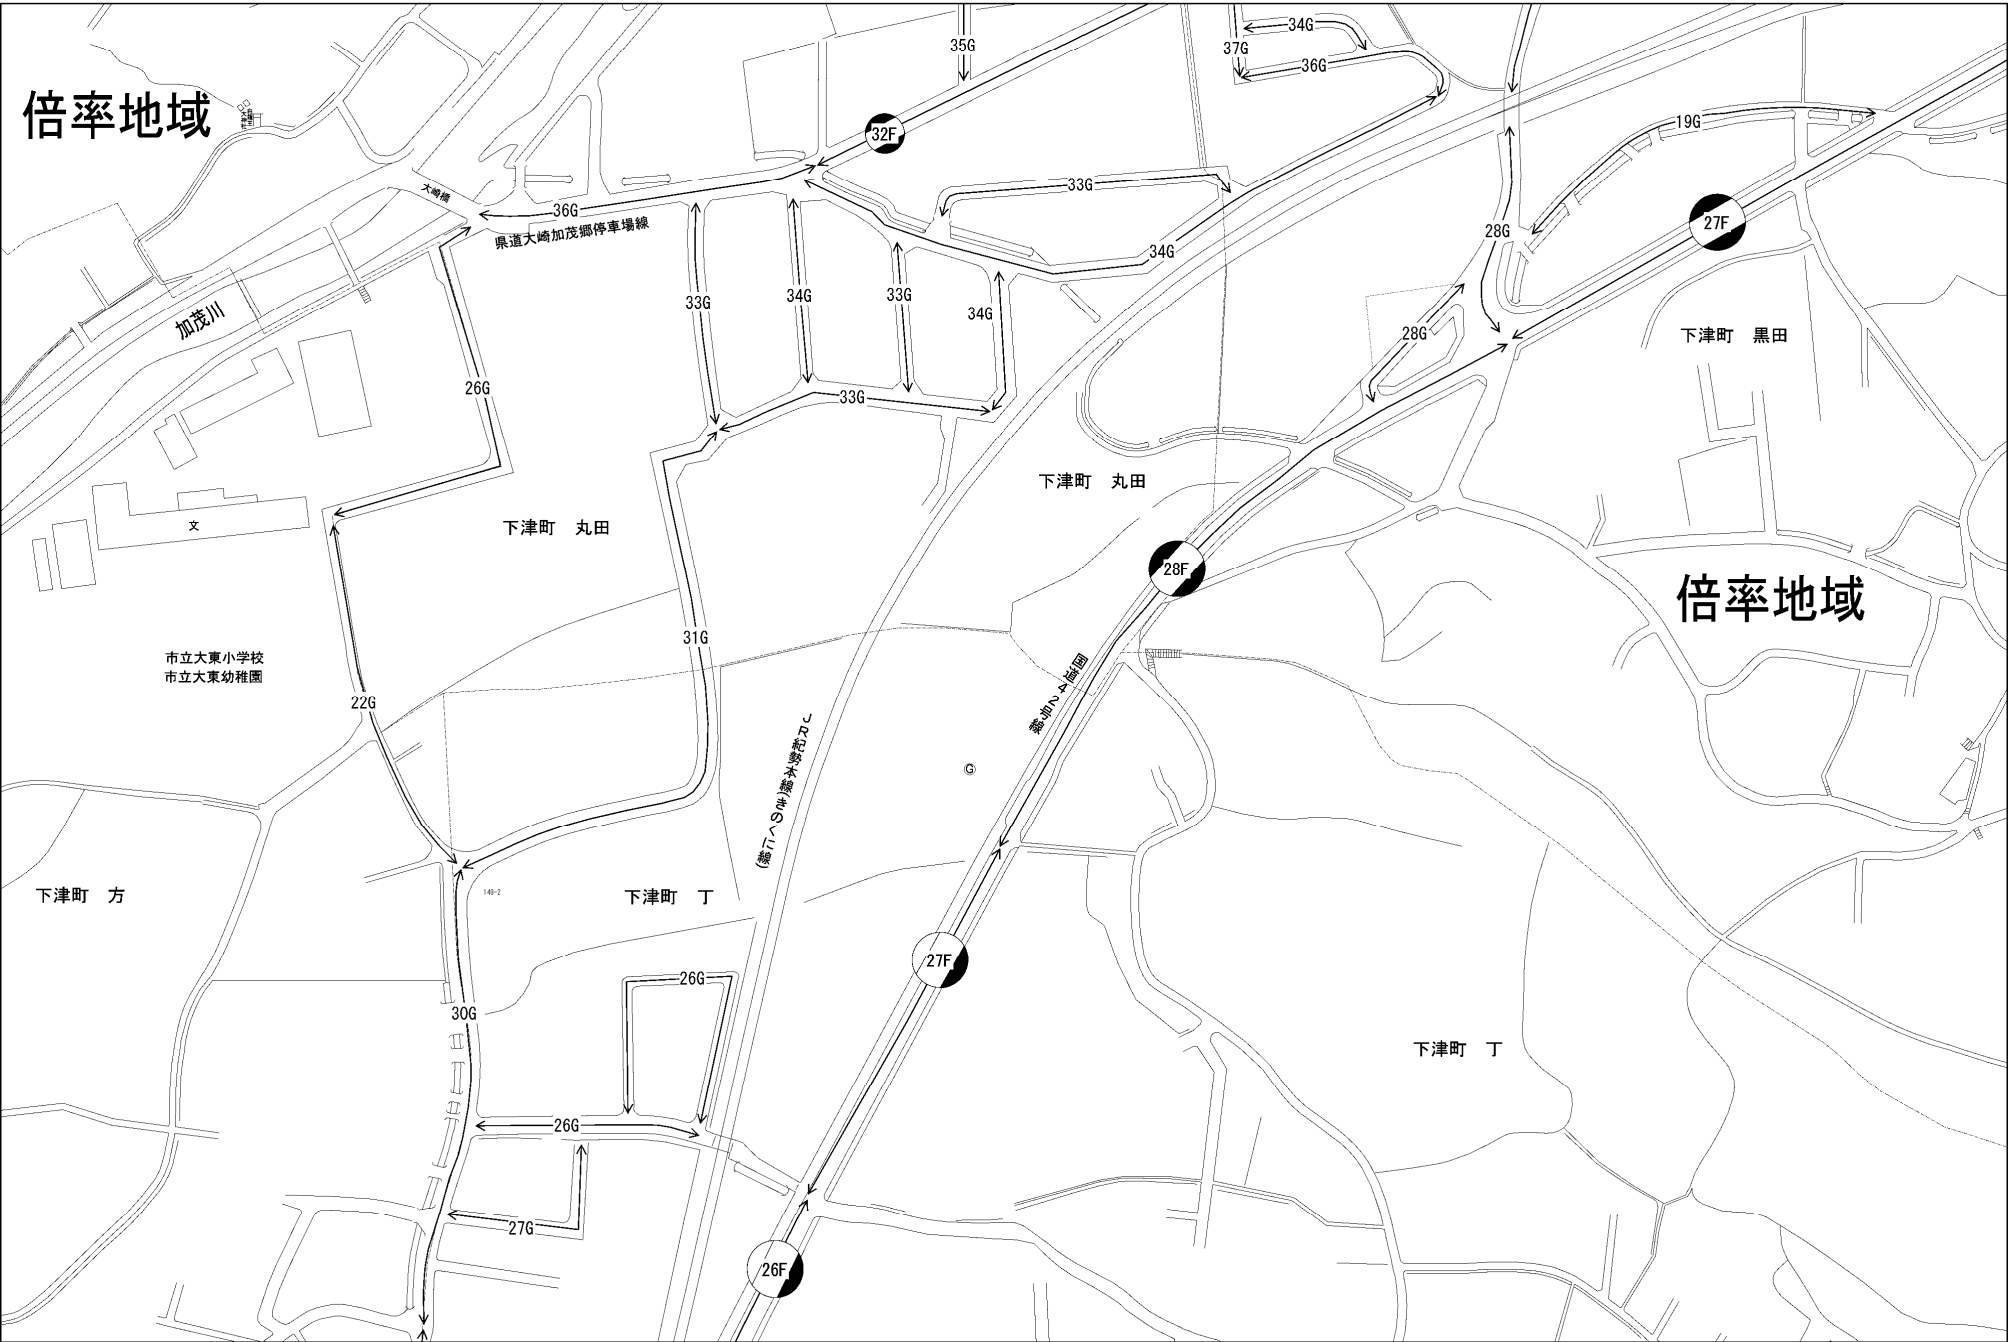 35G
34G
37G
36G
倍率地域
32F
19G
大崎橋
33G
36G
県道大崎加茂郷停車場線
27F
28G
34G
33G
34G
33G
34G
加茂川
28G
下津町 黒田
26G
33G
下津町 丸田
文
下津町 丸田
28F
倍率地域
31G
市立大東小学校
市立大東幼稚園
22G
国道42号線
JR紀勢本線(きのくに線)
G
下津町 方
149-2
下津町 丁
27F
26G
30G
下津町 丁
26G
27G
26F